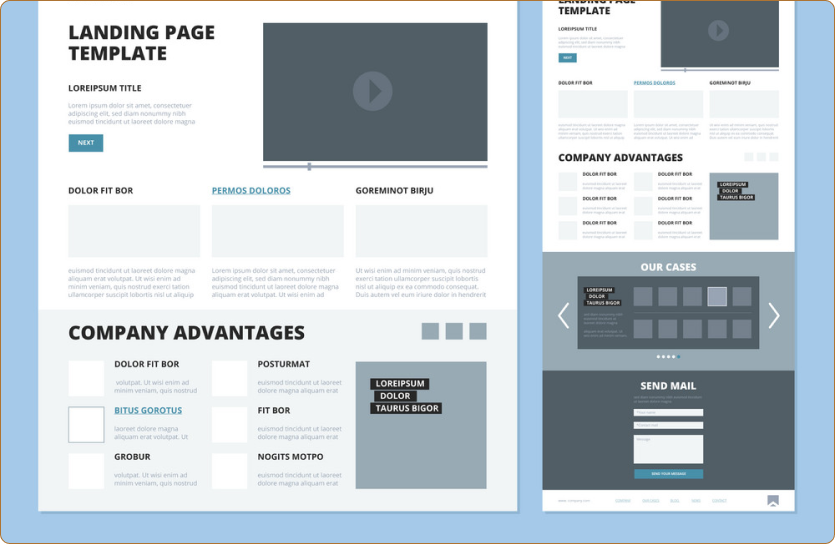 LANDING PAGE
TEMPLATE
LOREIPSUM TITLE
Lorem ipsum dolor sit amet, consectetuer
adipiscing elit, sed diam nonummy nibh
euismod tincidunt ut laoreet dolore magna
NEXT
DOLOR FIT BOR
PERMOS DOLOROS
GOREMINOT BIRJU
euismod tincidunt ut laoreet dolore magna
aliquam erat volutpat. Ut wisi enim ad
minim veniam, quis nostrud exerci tation
ullamcorper suscipit lobortis nisl ut aliquip
Lorem ipsum dolor sit amet, consectetuer
adipiscing elit, sed diam nonummy nibh
euismod tincidunt ut laoreet dolore magna
aliquam erat volutpat. Ut wisi enim ad
Ut wisi enim ad minim veniam, quis nostrud
exerci tation ullamcorper suscipit lobortis
nisl ut aliquip ex ea commodo consequat.
Duis autem vel eum iriure dolor in hendrerit
COMPANY ADVANTAGES
DOLOR FIT BOR
volutpat. Ut wisi enim ad
minim veniam, quis nostrud
POSTURMAT
euismod tincidunt ut laoreet
dolore magna aliquam erat
BITUS GOROTUS
laoreet dolore magna
aliquam erat volutpat. Ut
FIT BOR
euismod tincidunt ut laoreet
dolore magna aliquam erat
GROBUR
volutpat. Ut wisi enim ad
minim veniam, quis nostrud
NOGITS MOTPO
euismod tincidunt ut laoreet
dolore magna aliquam erat
LOREIPSUM
DOLOR
TAURUS BIGOR
LANDING PAGE
TEMPLATE
LOREIPSUM TITLE
NEXT
DOLOR FIT BOR
PERMOS DOLOROS
GOREMINOT BIRJU
COMPANY ADVANTAGES
DOLOR FIT BOR
DOLOR FIT BOR
DOLOR FIT BOR
DOLOR FIT BOR
DOLOR FIT BOR
DOLOR FIT BOR
LOREIPSUM
DOLOR
TAURUS BIGOR
OUR CASES
LOREIPSUM
DOLOR
TAURUS BIGOR
SEND MAIL
SEND YOUR MESSAGE